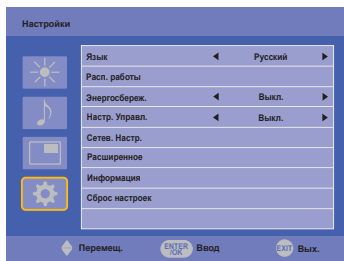 Настройки
Язык Русский
Расп. работы
Энергосбереж. Выкл.
Настр. Управл. Выкл.
Сетев. Настр.
Расширенное
Информация
Сброс настроек
Перемещ. ENTER /OK Ввод EXIT Вых.